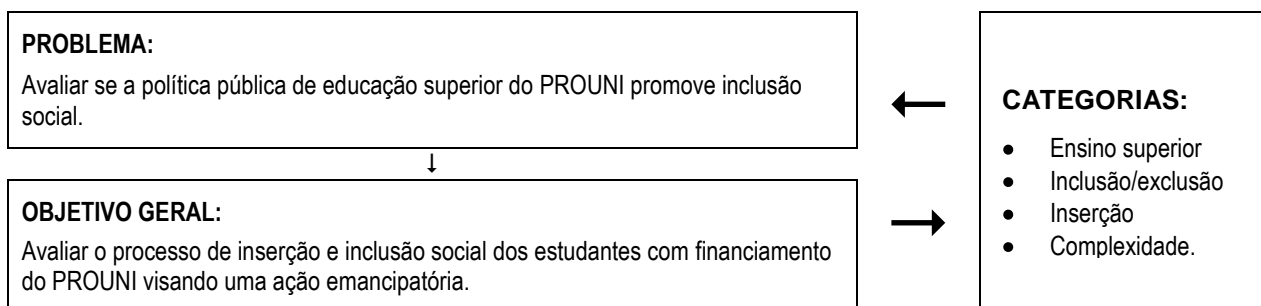 PROBLEMA:
Avaliar se a política pública de educação superior do PROUNI promove inclusão
social.
OBJETIVO GERAL:
Avaliar o processo de inserção e inclusão social dos estudantes com financiamento
do PROUNI visando uma ação emancipatória.
CATEGORIAS:
● Ensino superior
● Inclusão/exclusão
● Inserção
● Complexidade.